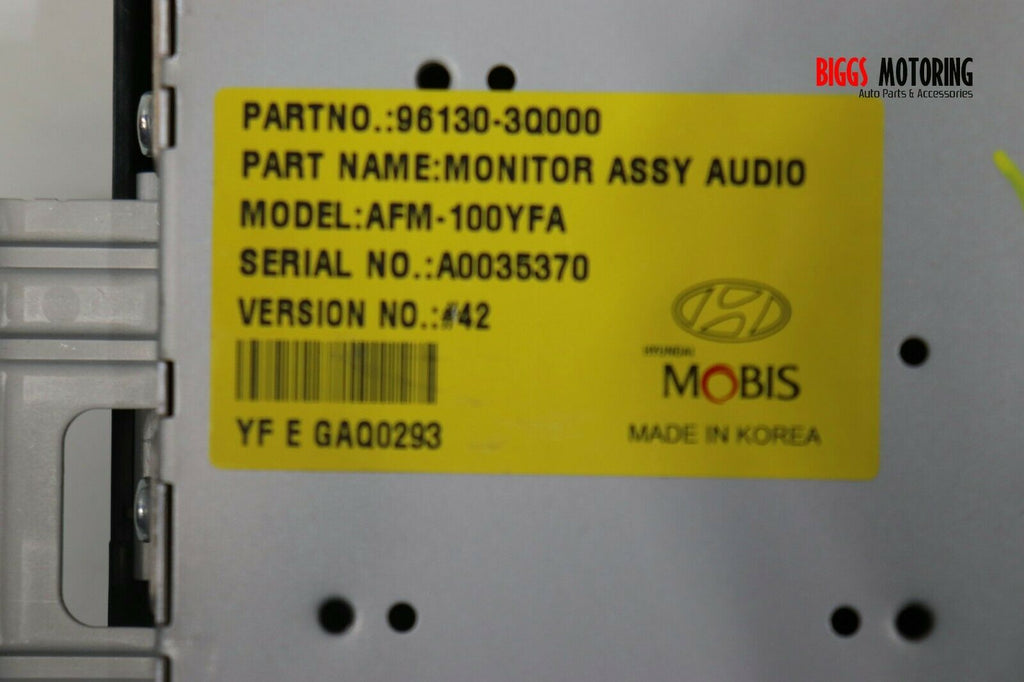 BIGGS MOTORING
Auto Parts & Accessories
PARTNO.:96130-3Q000
PART NAME:MONITOR ASSY AUDIO
MODEL:AFM-100YFA
SERIAL NO.:A0035370
VERSION NO.:#42
YF E GAQ0293
HYUNDAI
MOBIS
MADE IN KOREA